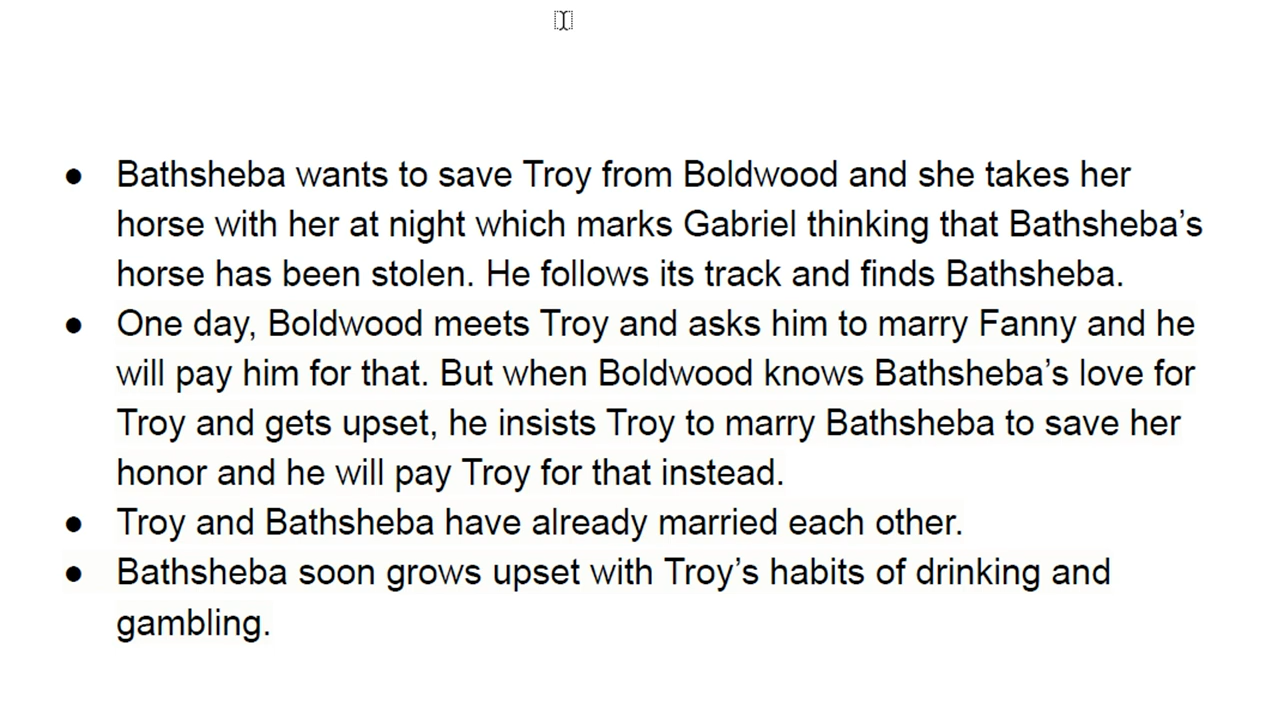 ● Bathsheba wants to save Troy from Boldwood and she takes her
horse with her at night which marks Gabriel thinking that Bathsheba’s
horse has been stolen. He follows its track and finds Bathsheba.
● One day, Boldwood meets Troy and asks him to marry Fanny and he
will pay him for that. But when Boldwood knows Bathsheba’s love for
Troy and gets upset, he insists Troy to marry Bathsheba to save her
honor and he will pay Troy for that instead.
● Troy and Bathsheba have already married each other.
● Bathsheba soon grows upset with Troy’s habits of drinking and
gambling.